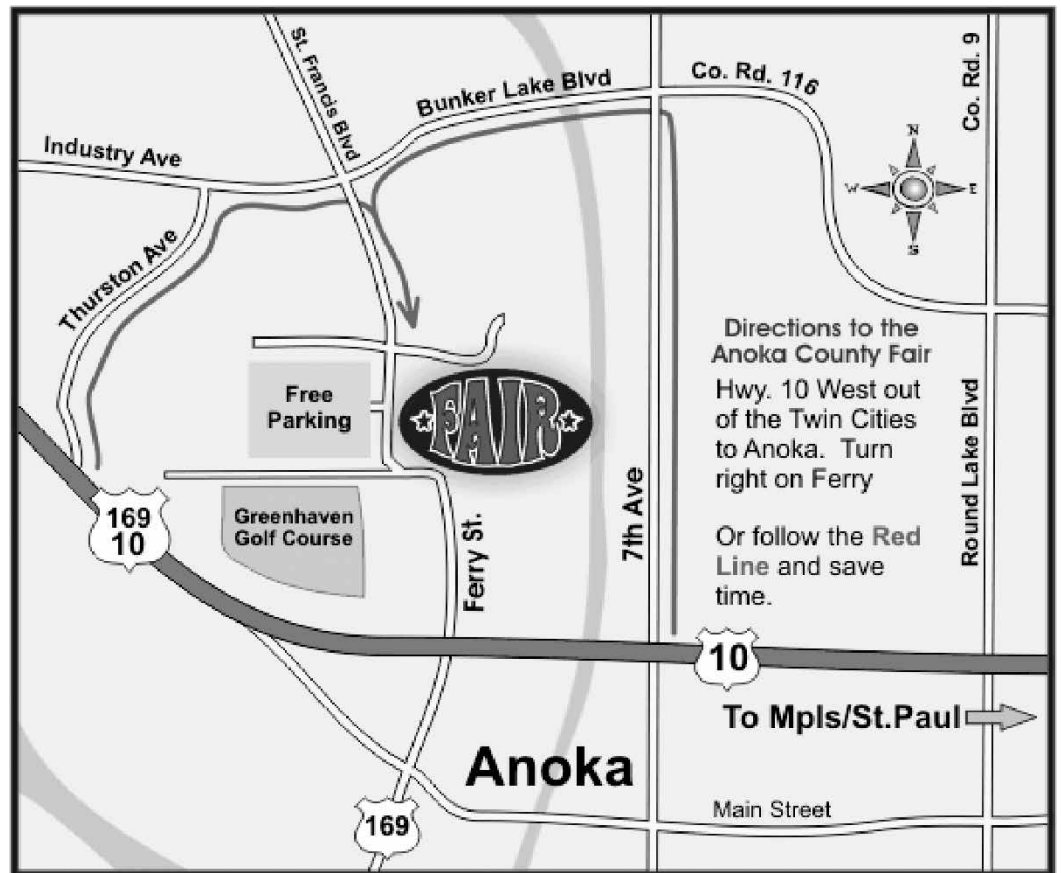 St. Francis Blvd
Bunker Lake Blvd
Co. Rd. 116
Co. Rd. 9
Industry Ave
N
W
E
S
Thurston Ave
Directions to the
Anoka County Fair
Hwy. 10 West out
of the Twin Cities
to Anoka. Turn
right on Ferry
Or follow the Red
Line and save
time.
Free
Parking
FAIR
Round Lake Blvd
7th Ave
169
10
Greenhaven
Golf Course
Ferry St.
10
To Mpls/St.Paul
Anoka
Main Street
169